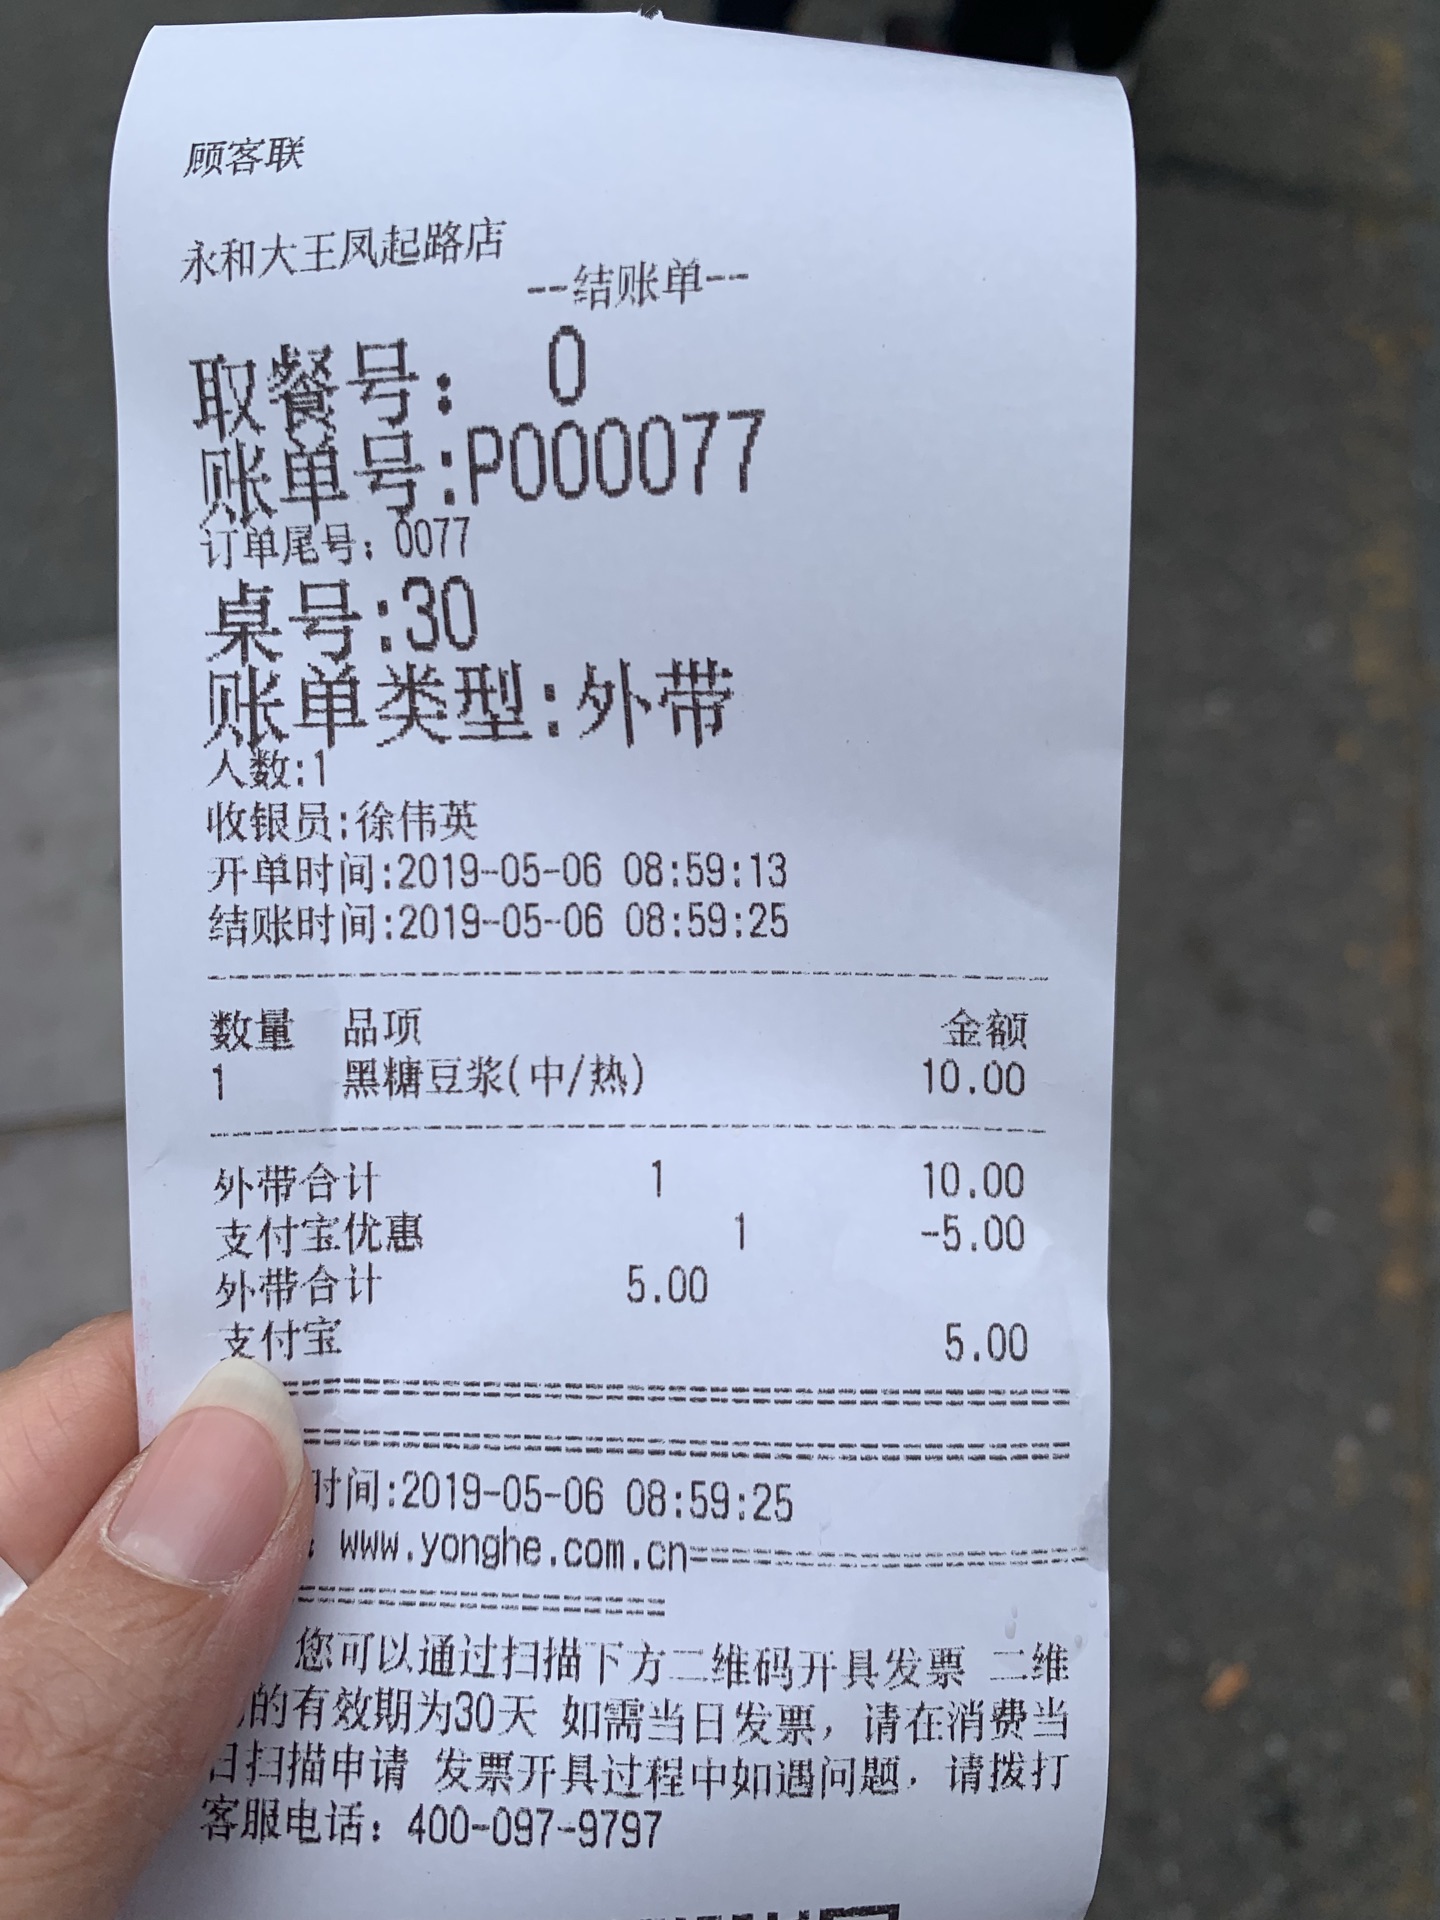 顾客联
永和大王凤起路店
--结账单--
取餐号： 0
账单号:P000077
订单尾号：0077
桌号:30
账单类型:外带
人数:1
收银员:徐伟英
开单时间:2019-05-06 08:59:13
结账时间:2019-05-06 08:59:25
数量 品项 金额
1 黑糖豆浆(中/热) 10.00
外带合计 1 10.00
支付宝优惠 1 -5.00
外带合计 5.00
支付宝 5.00
时间:2019-05-06 08:59:25
：www.yonghe.com.cn
您可以通过扫描下方二维码开具发票 二维
的有效期为30天 如需当日发票，请在消费当
日扫描申请 发票开具过程中如遇问题，请拨打
客服电话：400-097-9797